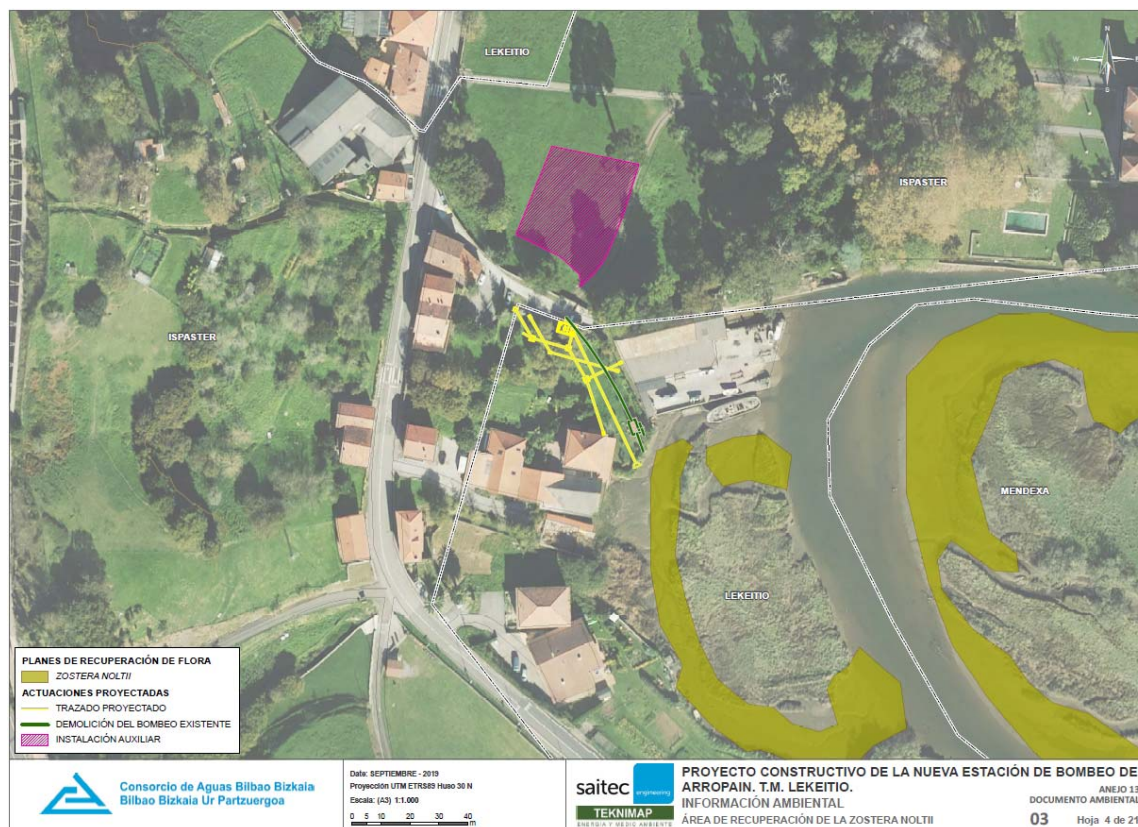 LEKEITIO
N
W
ISPASTER
ISPASTER
MENDEXA
LEKEITIO
PLANES DE RECUPERACIÓN DE FLORA
ZOSTERA NOLTII
ACTUACIONES PROYECTADAS
TRAZADO PROYECTADO
DEMOLICIÓN DEL BOMBEO EXISTENTE
INSTALACIÓN AUXILIAR
Consorcio de Aguas Bilbao Bizkaia
Bilbao Bizkaia Ur Partzuergoa
Date: SEPTIEMBRE - 2019
Proyección UTM ETRS89 Huso 30 N
Escala: (A3) 1:1.000
0 5 10 20 30 40
m
saitec engineering
TEKNIMAP
ENERGÍA Y MEDIO AMBIENTE
PROYECTO CONSTRUCTIVO DE LA NUEVA ESTACIÓN DE BOMBEO DE
ARROPAIN. T.M. LEKEITIO.
INFORMACIÓN AMBIENTAL
ÁREA DE RECUPERACIÓN DE LA ZOSTERA NOLTII
ANEJO 13
DOCUMENTO AMBIENTAL
03 Hoja 4 de 21